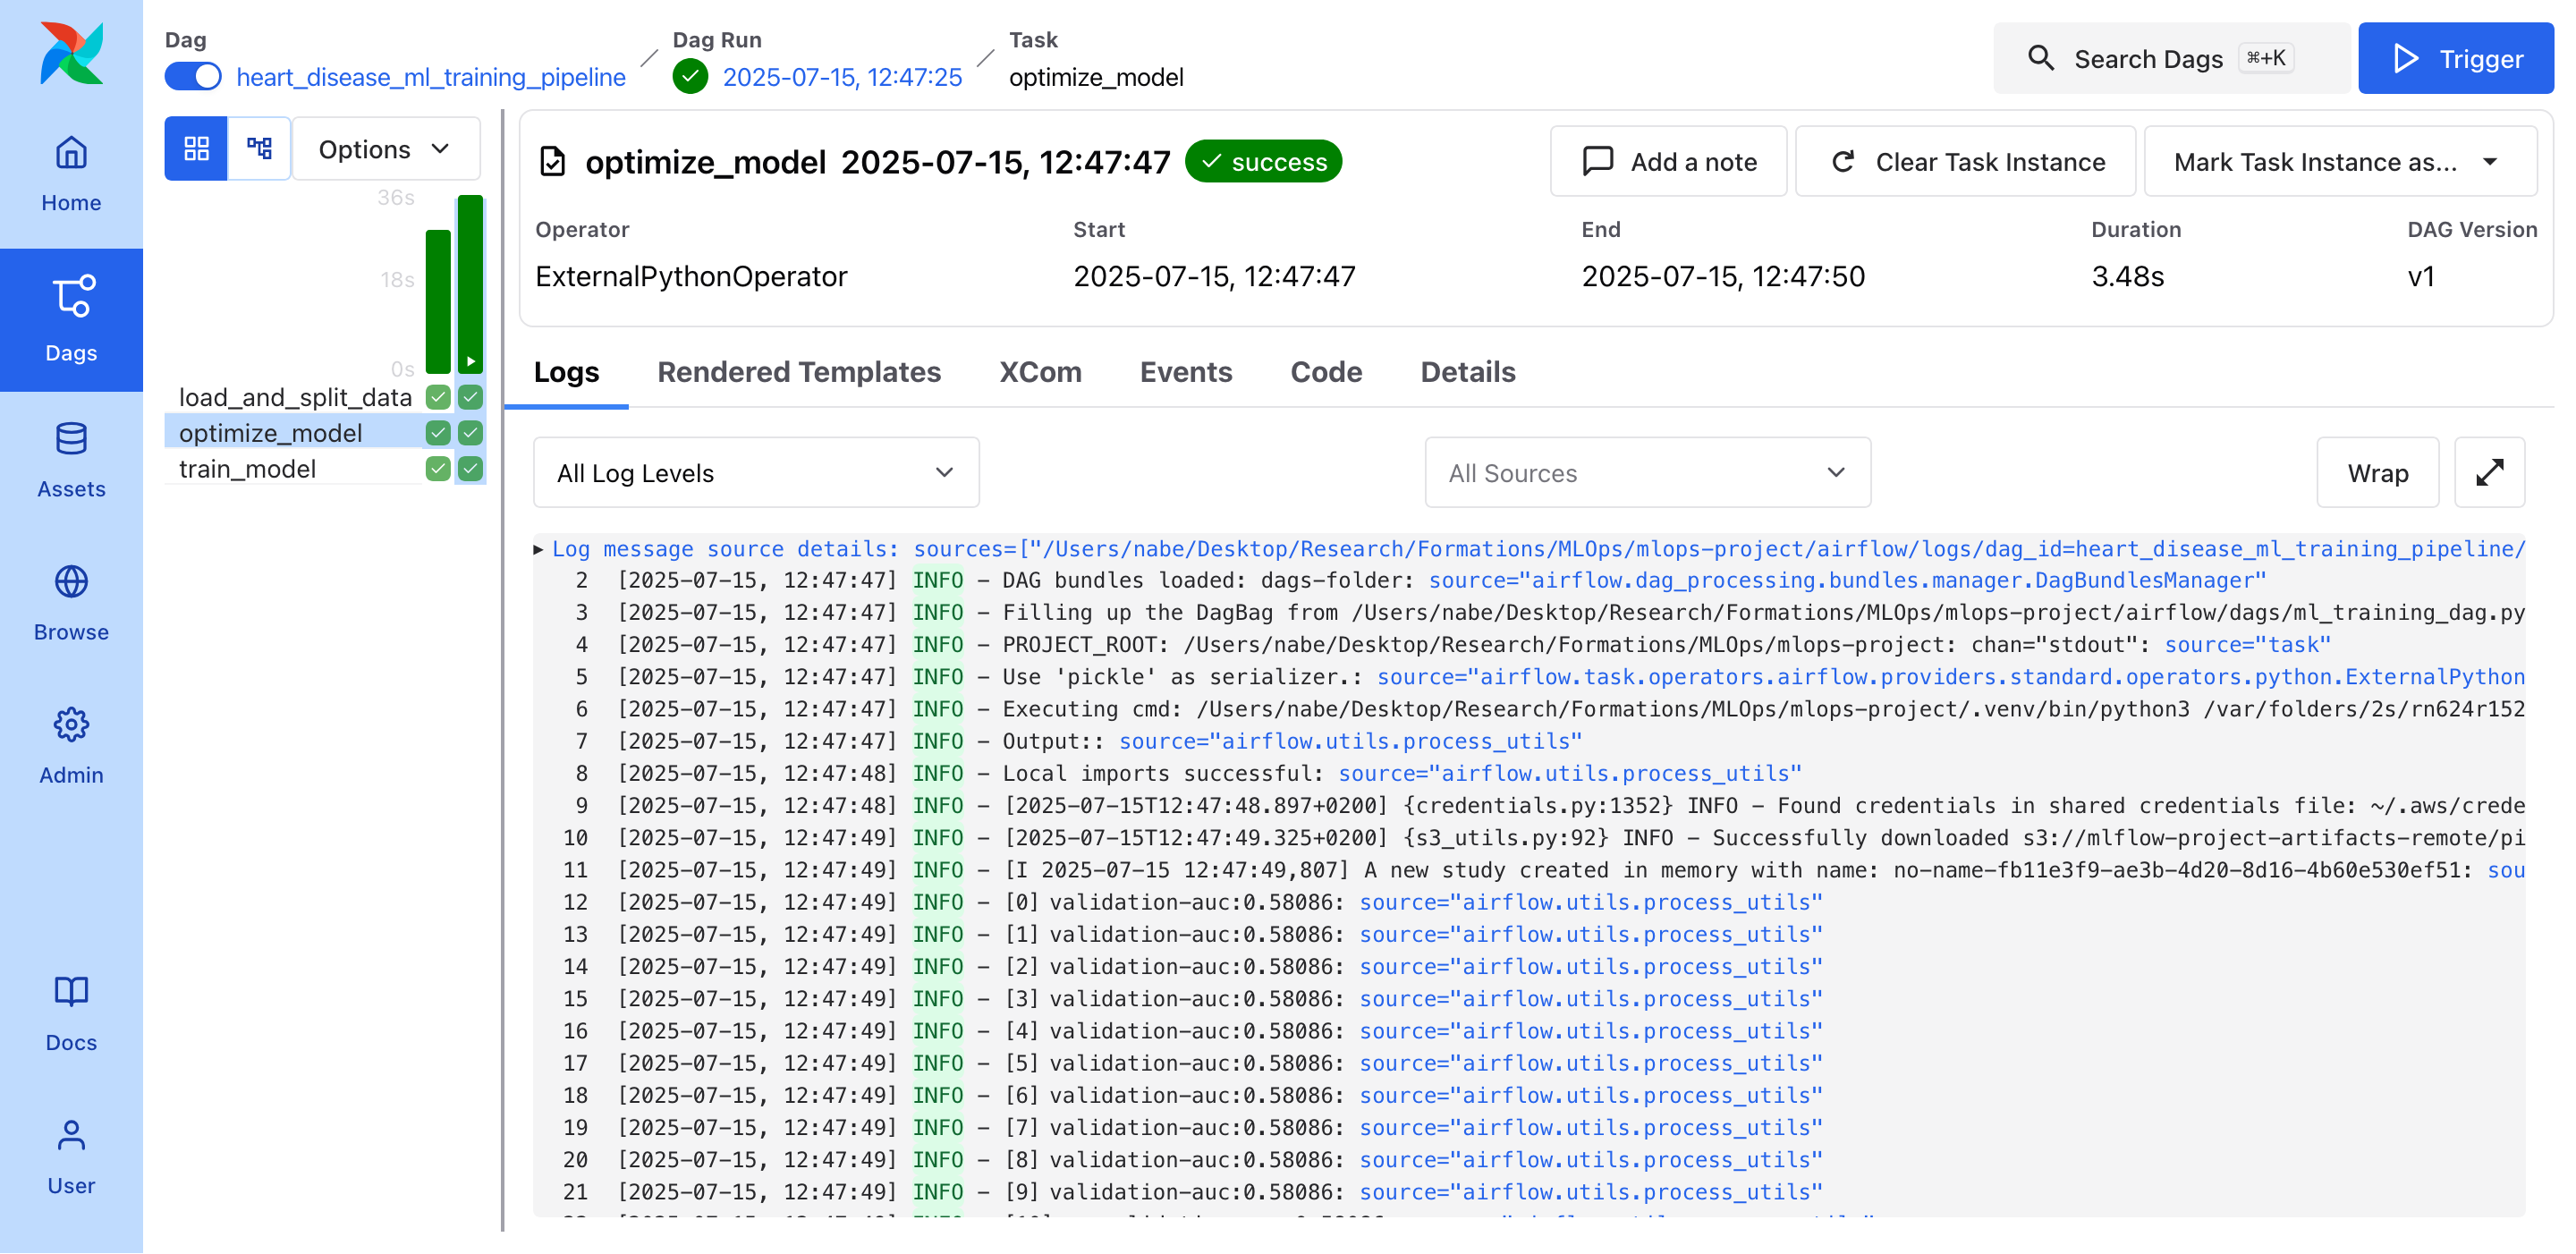 Dag
heart_disease_ml_training_pipeline
Dag Run
2025-07-15, 12:47:25
Task
optimize_model
Search Dags ⌘+K
Trigger
Home
Dags
Assets
Browse
Admin
Docs
User
Options
36s
18s
0s
load_and_split_data
optimize_model
train_model
optimize_model 2025-07-15, 12:47:47 success
Add a note
Clear Task Instance
Mark Task Instance as...
Operator Start End Duration DAG Version
ExternalPythonOperator 2025-07-15, 12:47:47 2025-07-15, 12:47:50 3.48s v1
Logs Rendered Templates XCom Events Code Details
All Log Levels All Sources Wrap
Log message source details: sources=["/Users/nabe/Desktop/Research/Formations/MLOps/mlops-project/airflow/logs/dag_id=heart_disease_ml_training_pipeline/
2 [2025-07-15, 12:47:47] INFO - DAG bundles loaded: dags-folder: source="airflow.dag_processing.bundles.manager.DagBundlesManager"
3 [2025-07-15, 12:47:47] INFO - Filling up the DagBag from /Users/nabe/Desktop/Research/Formations/MLOps/mlops-project/airflow/dags/ml_training_dag.py
4 [2025-07-15, 12:47:47] INFO - PROJECT_ROOT: /Users/nabe/Desktop/Research/Formations/MLOps/mlops-project: chan="stdout": source="task"
5 [2025-07-15, 12:47:47] INFO - Use 'pickle' as serializer.: source="airflow.task.operators.airflow.providers.standard.operators.python.ExternalPython
6 [2025-07-15, 12:47:47] INFO - Executing cmd: /Users/nabe/Desktop/Research/Formations/MLOps/mlops-project/.venv/bin/python3 /var/folders/2s/rn624r152
7 [2025-07-15, 12:47:47] INFO - Output:: source="airflow.utils.process_utils"
8 [2025-07-15, 12:47:48] INFO - Local imports successful: source="airflow.utils.process_utils"
9 [2025-07-15, 12:47:48] INFO - [2025-07-15T12:47:48.897+0200] {credentials.py:1352} INFO - Found credentials in shared credentials file: ~/.aws/crede
10 [2025-07-15, 12:47:49] INFO - [2025-07-15T12:47:49.325+0200] {s3_utils.py:92} INFO - Successfully downloaded s3://mlflow-project-artifacts-remote/pi
11 [2025-07-15, 12:47:49] INFO - [I 2025-07-15 12:47:49,807] A new study created in memory with name: no-name-fb11e3f9-ae3b-4d20-8d16-4b60e530ef51: sou
12 [2025-07-15, 12:47:49] INFO - [0] validation-auc:0.58086: source="airflow.utils.process_utils"
13 [2025-07-15, 12:47:49] INFO - [1] validation-auc:0.58086: source="airflow.utils.process_utils"
14 [2025-07-15, 12:47:49] INFO - [2] validation-auc:0.58086: source="airflow.utils.process_utils"
15 [2025-07-15, 12:47:49] INFO - [3] validation-auc:0.58086: source="airflow.utils.process_utils"
16 [2025-07-15, 12:47:49] INFO - [4] validation-auc:0.58086: source="airflow.utils.process_utils"
17 [2025-07-15, 12:47:49] INFO - [5] validation-auc:0.58086: source="airflow.utils.process_utils"
18 [2025-07-15, 12:47:49] INFO - [6] validation-auc:0.58086: source="airflow.utils.process_utils"
19 [2025-07-15, 12:47:49] INFO - [7] validation-auc:0.58086: source="airflow.utils.process_utils"
20 [2025-07-15, 12:47:49] INFO - [8] validation-auc:0.58086: source="airflow.utils.process_utils"
21 [2025-07-15, 12:47:49] INFO - [9] validation-auc:0.58086: source="airflow.utils.process_utils"